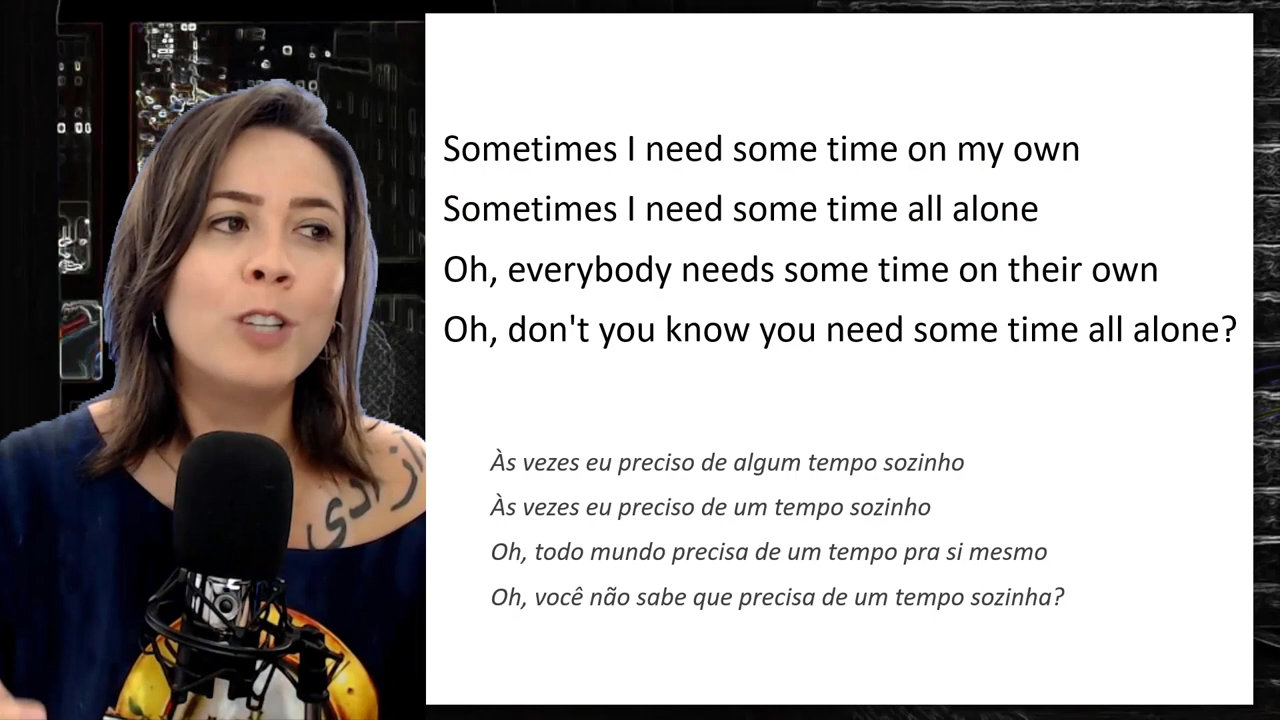 Sometimes I need some time on my own
Sometimes I need some time all alone
Oh, everybody needs some time on their own
Oh, don't you know you need some time all alone?
Às vezes eu preciso de algum tempo sozinho
Às vezes eu preciso de um tempo sozinho
Oh, todo mundo precisa de um tempo pra si mesmo
Oh, você não sabe que precisa de um tempo sozinha?
آزادی